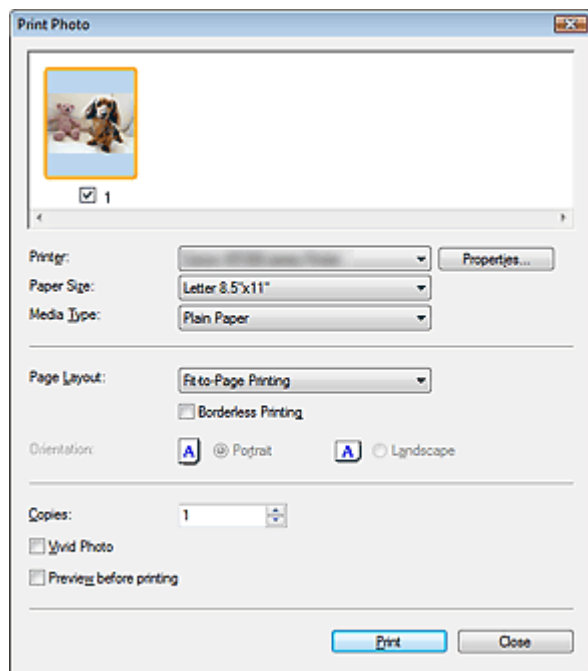 Print Photo
1
Printer:
Properties...
Paper Size: Letter 8.5"x11"
Media Type: Plain Paper
Page Layout: Fit-to-Page Printing
Borderless Printing
Orientation: A Portrait A Landscape
Copies: 1
Vivid Photo
Preview before printing
Print Close